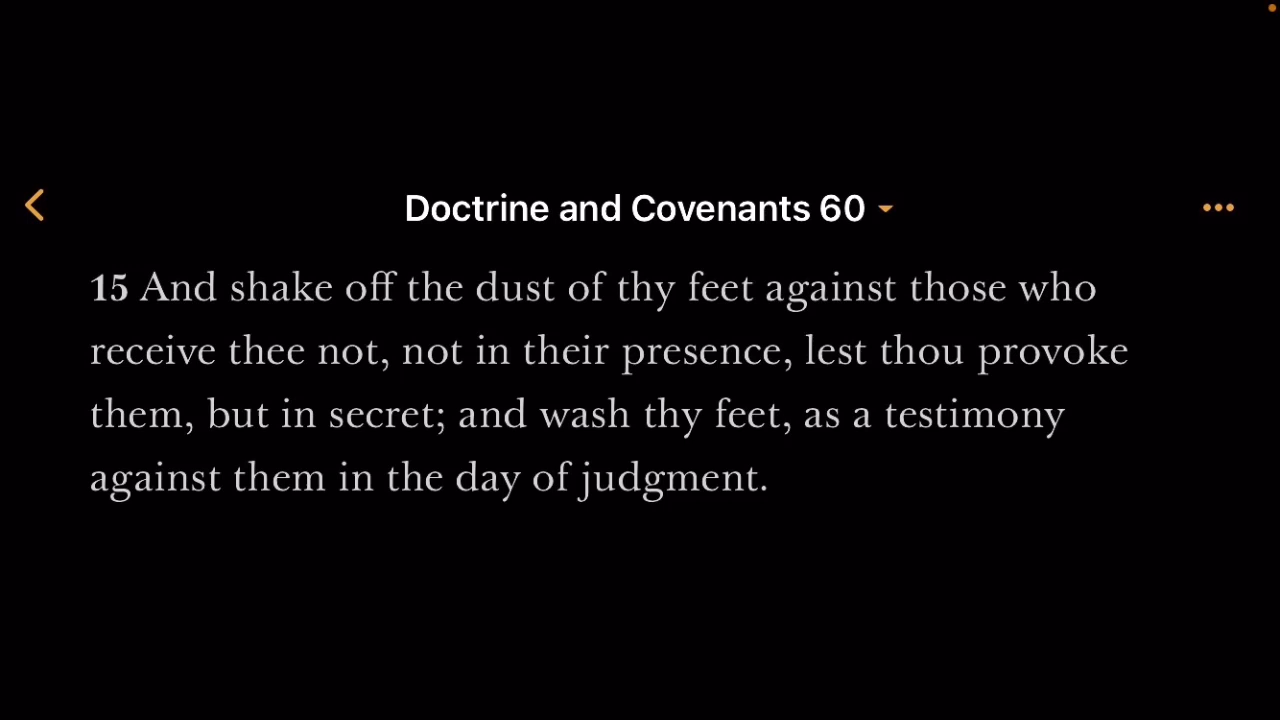 Doctrine and Covenants 60
15 And shake off the dust of thy feet against those who
receive thee not, not in their presence, lest thou provoke
them, but in secret; and wash thy feet, as a testimony
against them in the day of judgment.